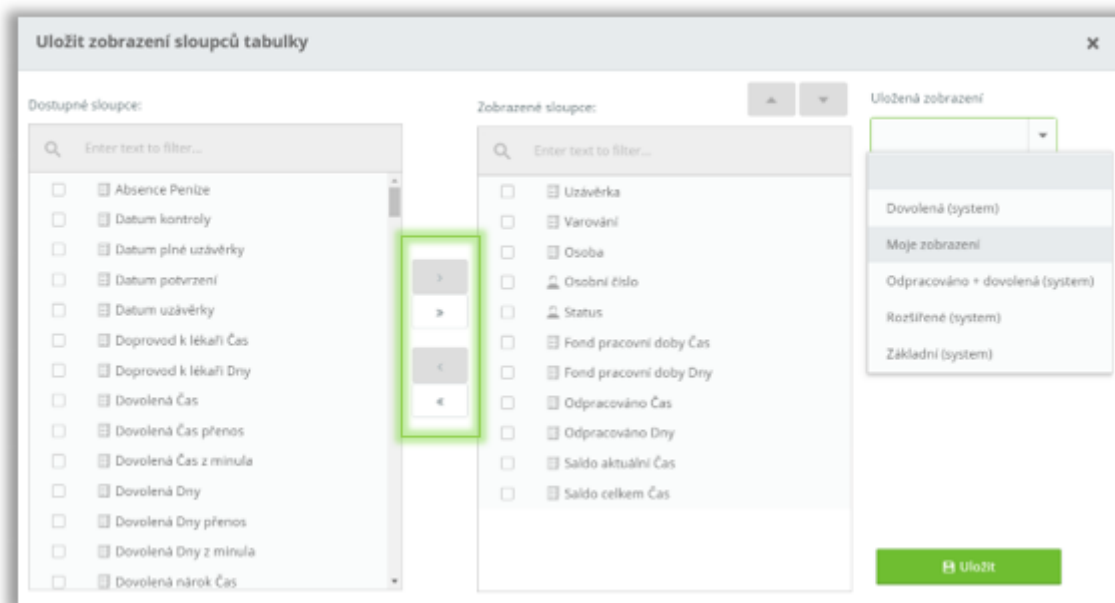 Uložit zobrazení sloupců tabulky
Dostupné sloupce:
Enter text to filter...
Absence Peníze
Datum kontroly
Datum plné uzávěrky
Datum potvrzení
Datum uzávěrky
Doprovod k lékaři Čas
Doprovod k lékaři Dny
Dovolená Čas
Dovolená Čas přenos
Dovolená Čas z minula
Dovolená Dny
Dovolená Dny přenos
Dovolená Dny z minula
Dovolená nárok Čas
Zobrazené sloupce:
Enter text to filter...
Uzávěrka
Varování
Osoba
Osobní číslo
Status
Fond pracovní doby Čas
Fond pracovní doby Dny
Odpracováno Čas
Odpracováno Dny
Saldo aktuální Čas
Saldo celkem Čas
Uložená zobrazení
Dovolená (system)
Moje zobrazení
Odpracováno + dovolená (system)
Rozšířené (system)
Základní (system)
Uložit